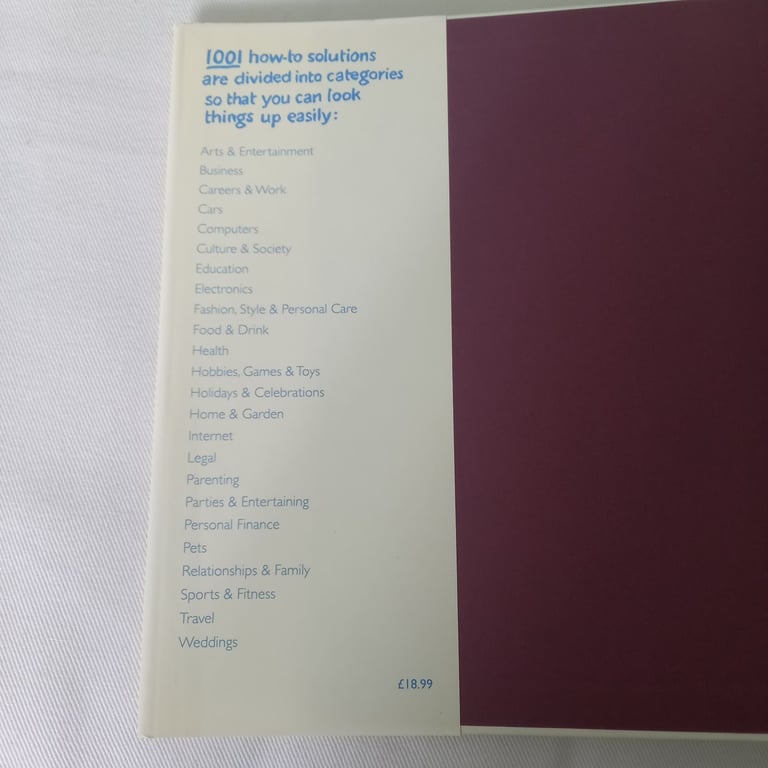 1001 how-to solutions
are divided into categories
so that you can look
things up easily:
Arts & Entertainment
Business
Careers & Work
Cars
Computers
Culture & Society
Education
Electronics
Fashion, Style & Personal Care
Food & Drink
Health
Hobbies, Games & Toys
Holidays & Celebrations
Home & Garden
Internet
Legal
Parenting
Parties & Entertaining
Personal Finance
Pets
Relationships & Family
Sports & Fitness
Travel
Weddings
£18.99